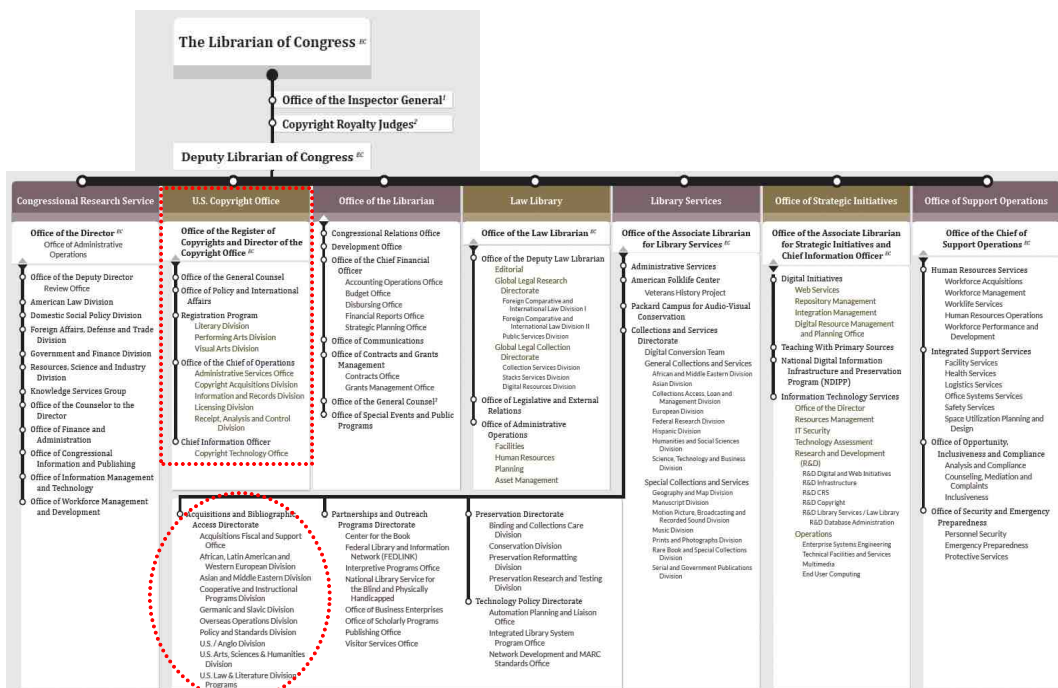 The Librarian of Congress EC
Office of the Inspector General1
Copyright Royalty Judges2
Deputy Librarian of Congress EC
Congressional Research Service
Office of the Director EC
Office of Administrative
Operations
Office of the Deputy Director
Review Office
American Law Division
Domestic Social Policy Division
Foreign Affairs, Defense and Trade
Division
Government and Finance Division
Resources, Science and Industry
Division
Knowledge Services Group
Office of the Counselor to the
Director
Office of Finance and
Administration
Office of Congressional
Information and Publishing
Office of Information Management
and Technology
Office of Workforce Management
and Development
U.S. Copyright Office
Office of the Register of
Copyrights and Director of the
Copyright Office EC
Office of the General Counsel
Office of Policy and International
Affairs
Registration Program
Literary Division
Performing Arts Division
Visual Arts Division
Office of the Chief of Operations
Administrative Services Office
Copyright Acquisitions Division
Information and Records Division
Licensing Division
Receipt, Analysis and Control
Division
Chief Information Officer
Copyright Technology Office
Office of the Librarian
Congressional Relations Office
Development Office
Office of the Chief Financial
Officer
Accounting Operations Office
Budget Office
Disbursing Office
Financial Reports Office
Strategic Planning Office
Office of Communications
Office of Contracts and Grants
Management
Contracts Office
Grants Management Office
Office of the General Counsel3
Office of Special Events and Public
Programs
Law Library
Office of the Law Librarian EC
Office of the Deputy Law Librarian
Editorial
Global Legal Research
Directorate
Foreign Comparative and
International Law Division I
Foreign Comparative and
International Law Division II
Public Services Division
Global Legal Collection
Directorate
Collection Services Division
Stacks Services Division
Digital Resources Division
Office of Legislative and External
Relations
Office of Administrative
Operations
Facilities
Human Resources
Planning
Asset Management
Library Services
Office of the Associate Librarian
for Library Services EC
Administrative Services
American Folklife Center
Veterans History Project
Packard Campus for Audio-Visual
Conservation
Collections and Services
Directorate
Digital Conversion Team
General Collections and Services
African and Middle Eastern Division
Asian Division
Collections Access, Loan and
Management Division
European Division
Federal Research Division
Hispanic Division
Humanities and Social Sciences
Division
Science, Technology and Business
Division
Special Collections and Services
Geography and Map Division
Manuscript Division
Motion Picture, Broadcasting and
Recorded Sound Division
Music Division
Prints and Photographs Division
Rare Book and Special Collections
Division
Serial and Government Publications
Division
Office of Strategic Initiatives
Office of the Associate Librarian
for Strategic Initiatives and
Chief Information Officer EC
Digital Initiatives
Web Services
Repository Management
Integration Management
Digital Resource Management
and Planning Office
Teaching With Primary Sources
National Digital Information
Infrastructure and Preservation
Program (NDIPP)
Information Technology Services
Office of the Director
Resources Management
IT Security
Technology Assessment
Research and Development
(R&D)
R&D Digital and Web Initiatives
R&D Infrastructure
R&D CRS
R&D Copyright
R&D Library Services / Law Library
R&D Database Administration
Operations
Enterprise Systems Engineering
Technical Facilities and Services
Multimedia
End User Computing
Office of Support Operations
Office of the Chief of
Support Operations EC
Human Resources Services
Workforce Acquisitions
Workforce Management
Worklife Services
Human Resources Operations
Workforce Performance and
Development
Integrated Support Services
Facility Services
Health Services
Logistics Services
Office Systems Services
Safety Services
Space Utilization Planning and
Design
Office of Opportunity,
Inclusiveness and Compliance
Analysis and Compliance
Counseling, Mediation and
Complaints
Inclusiveness
Office of Security and Emergency
Preparedness
Personnel Security
Emergency Preparedness
Protective Services
Acquisitions and Bibliographic
Access Directorate
Acquisitions Fiscal and Support
Office
African, Latin American and
Western European Division
Asian and Middle Eastern Division
Cooperative and Instructional
Programs Division
Germanic and Slavic Division
Overseas Operations Division
Policy and Standards Division
U.S. / Anglo Division
U.S. Arts, Sciences & Humanities
Division
U.S. Law & Literature Division
Programs
Partnerships and Outreach
Programs Directorate
Center for the Book
Federal Library and Information
Network (FEDLINK)
Interpretive Programs Office
National Library Service for
the Blind and Physically
Handicapped
Office of Business Enterprises
Office of Scholarly Programs
Publishing Office
Visitor Services Office
Preservation Directorate
Binding and Collections Care
Division
Conservation Division
Preservation Reformatting
Division
Preservation Research and Testing
Division
Technology Policy Directorate
Automation Planning and Liaison
Office
Integrated Library System
Program Office
Network Development and MARC
Standards Office